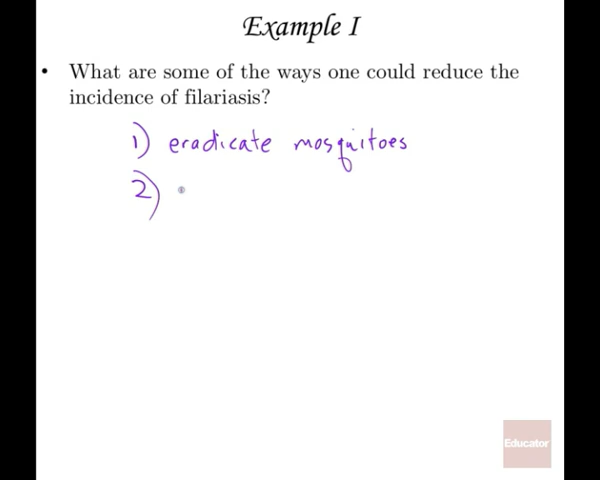 Example I
• What are some of the ways one could reduce the
incidence of filariasis?
1) eradicate mosquitoes
2)
Educator